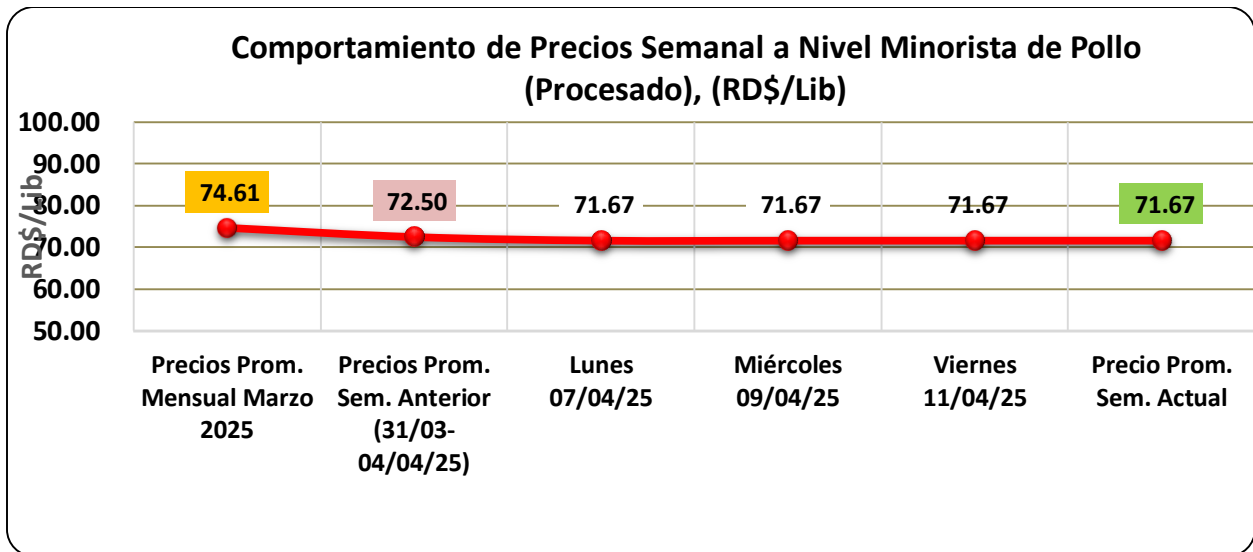 Comportamiento de Precios Semanal a Nivel Minorista de Pollo
(Procesado), (RD$/Lib)
100.00
90.00
80.00
70.00
60.00
50.00
RD$/Lib
74.61
72.50
71.67
71.67
71.67
71.67
Precios Prom.
Mensual Marzo
2025
Precios Prom.
Sem. Anterior
(31/03-
04/04/25)
Lunes
07/04/25
Miércoles
09/04/25
Viernes
11/04/25
Precio Prom.
Sem. Actual